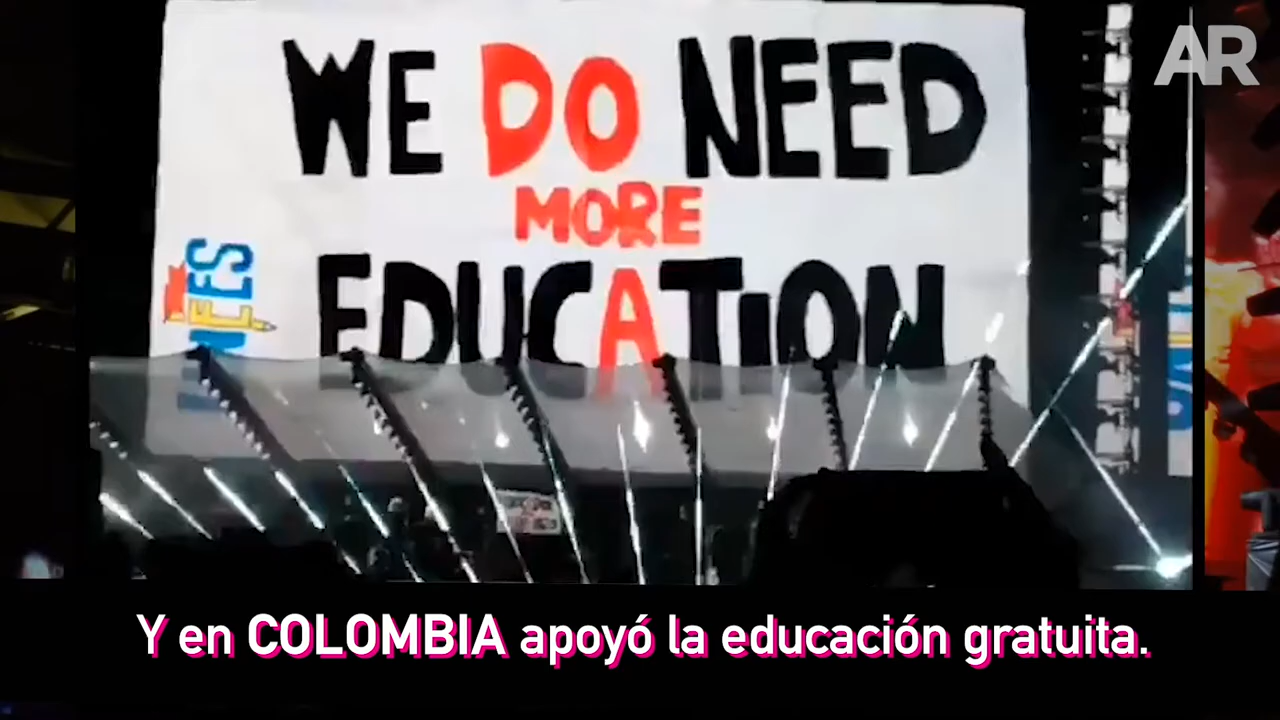 AR
WE DO NEED
MORE
EDUCATION
Y en COLOMBIA apoyó la educación gratuita.